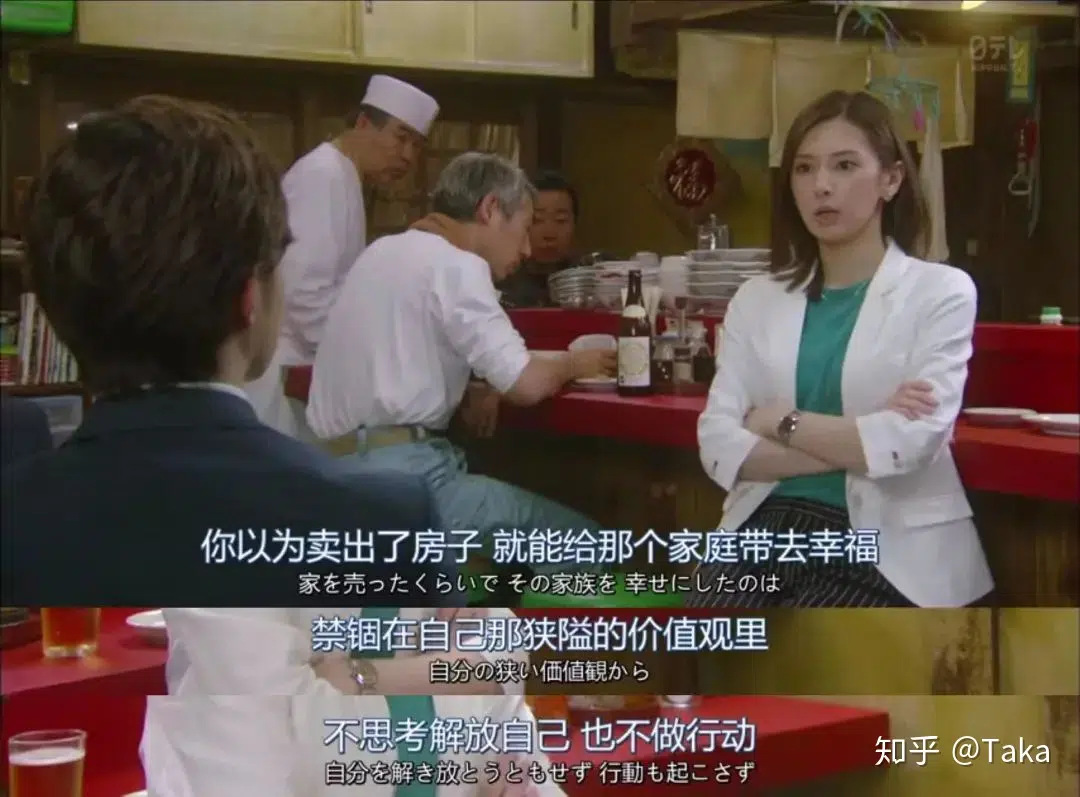 日テレ
NIPPON TV
福
你以为卖出了房子 就能给那个家庭带去幸福
家を売ったくらいで その家族を 幸せにしたのは
禁锢在自己那狭隘的价值观里
自分の狭い価値観から
不思考解放自己 也不做行动
自分を解き放とうともせず 行動も起こさず
知乎 @Taka